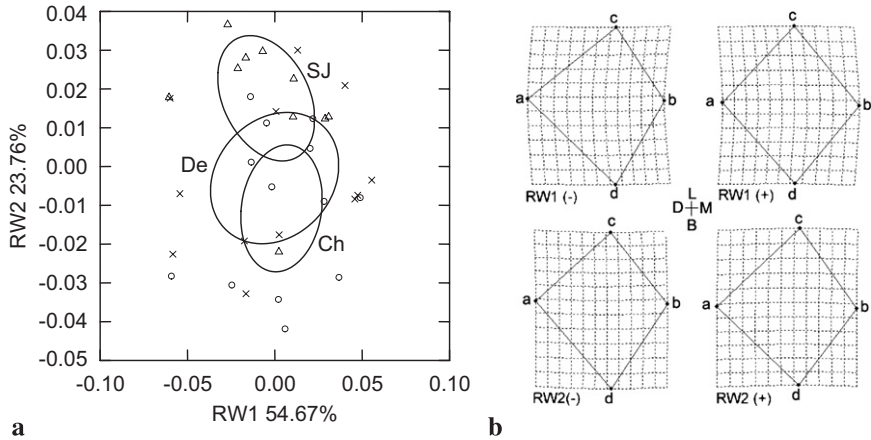 0.04
0.03
0.02
0.01
0.00
-0.01
-0.02
-0.03
-0.04
-0.05
RW2 23.76%
SJ
De
Ch
-0.10
-0.05
0.00
0.05
0.10
RW1 54.67%
a
c
a
b
d
RW1 (-)
c
a
b
d
RW1 (+)
L
D M
B
c
a
b
d
RW2(-)
c
a
b
d
RW2 (+)
b